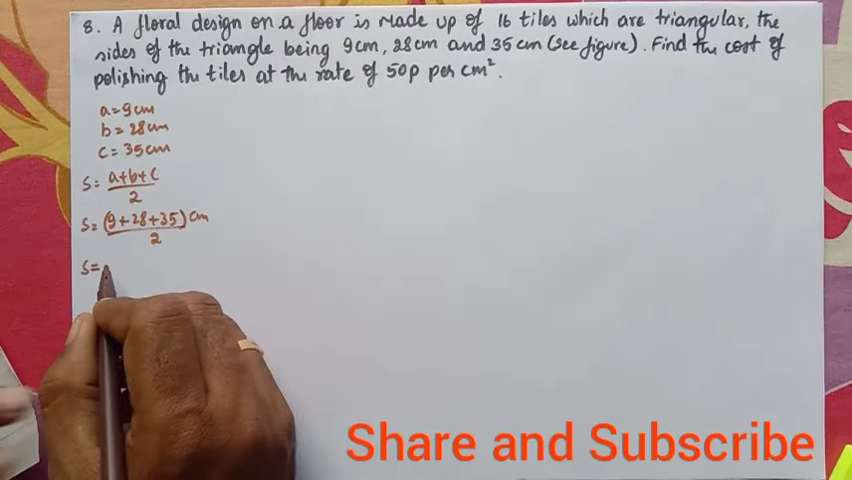 8. A floral design on a floor is made up of 16 tiles which are triangular, the
sides of the triangle being 9cm, 28cm and 35cm (see figure). Find the cost of
polishing the tiles at the rate of 50p per cm².
a=9cm
b=28cm
c=35cm
S= a+b+c
2
S= (9+28+35) cm
2
S=
Share and Subscribe